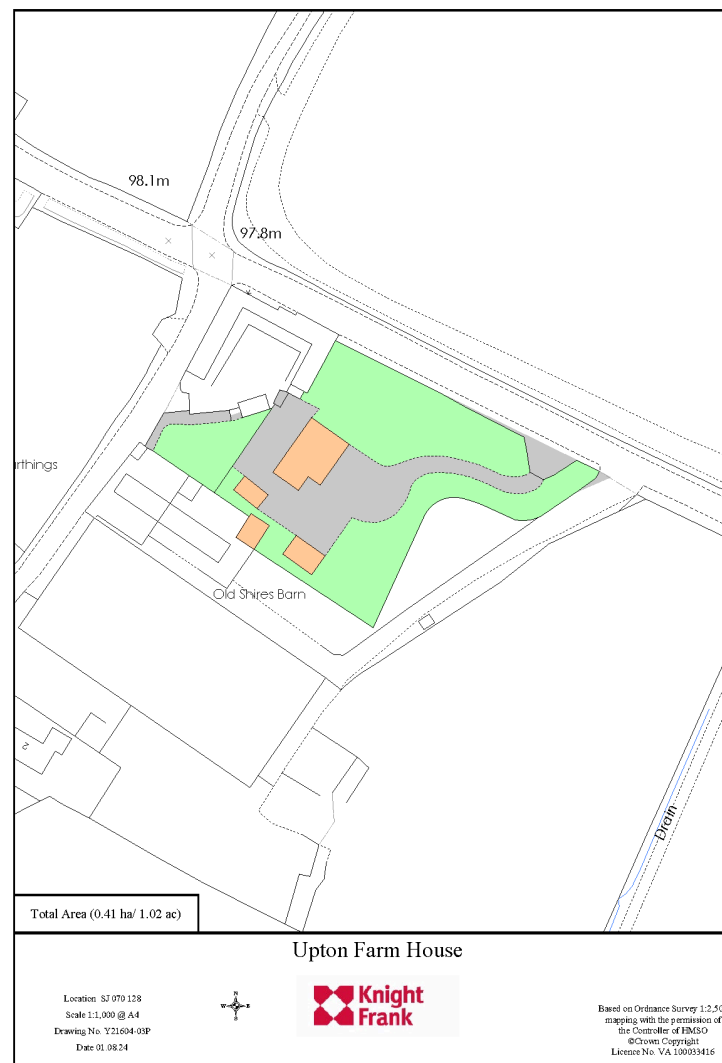 98.1m
97.8m
arthings
Old Shires Barn
2
Drain
Total Area (0.41 ha/ 1.02 ac)
Upton Farm House
Location SJ 070 128
Scale 1:1,000 @ A4
Drawing No. Y21604-03P
Date 01.08.24
N
W E
S
Knight
Frank
Based on Ordnance Survey 1:2,50
mapping with the permission of
the Controller of HMSO
©Crown Copyright
Licence No. VA 100033416